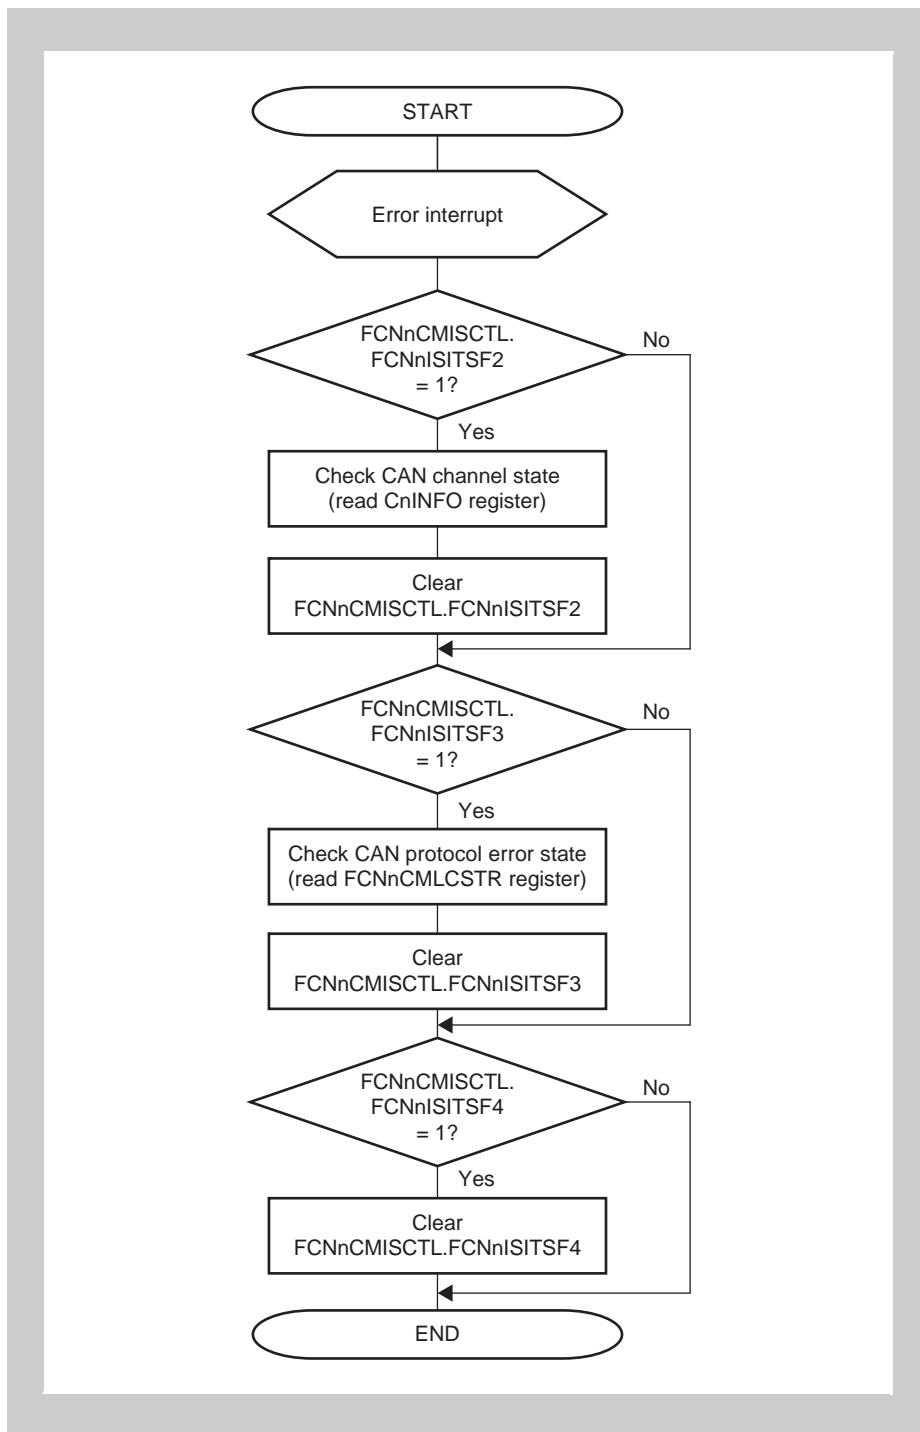 START
Error interrupt
FCNnCMISCTL.
FCNnISITSF2
= 1?
No
Yes
Check CAN channel state
(read CnINFO register)
Clear
FCNnCMISCTL.FCNnISITSF2
FCNnCMISCTL.
FCNnISITSF3
= 1?
No
Yes
Check CAN protocol error state
(read FCNnCMLCSTR register)
Clear
FCNnCMISCTL.FCNnISITSF3
FCNnCMISCTL.
FCNnISITSF4
= 1?
No
Yes
Clear
FCNnCMISCTL.FCNnISITSF4
END